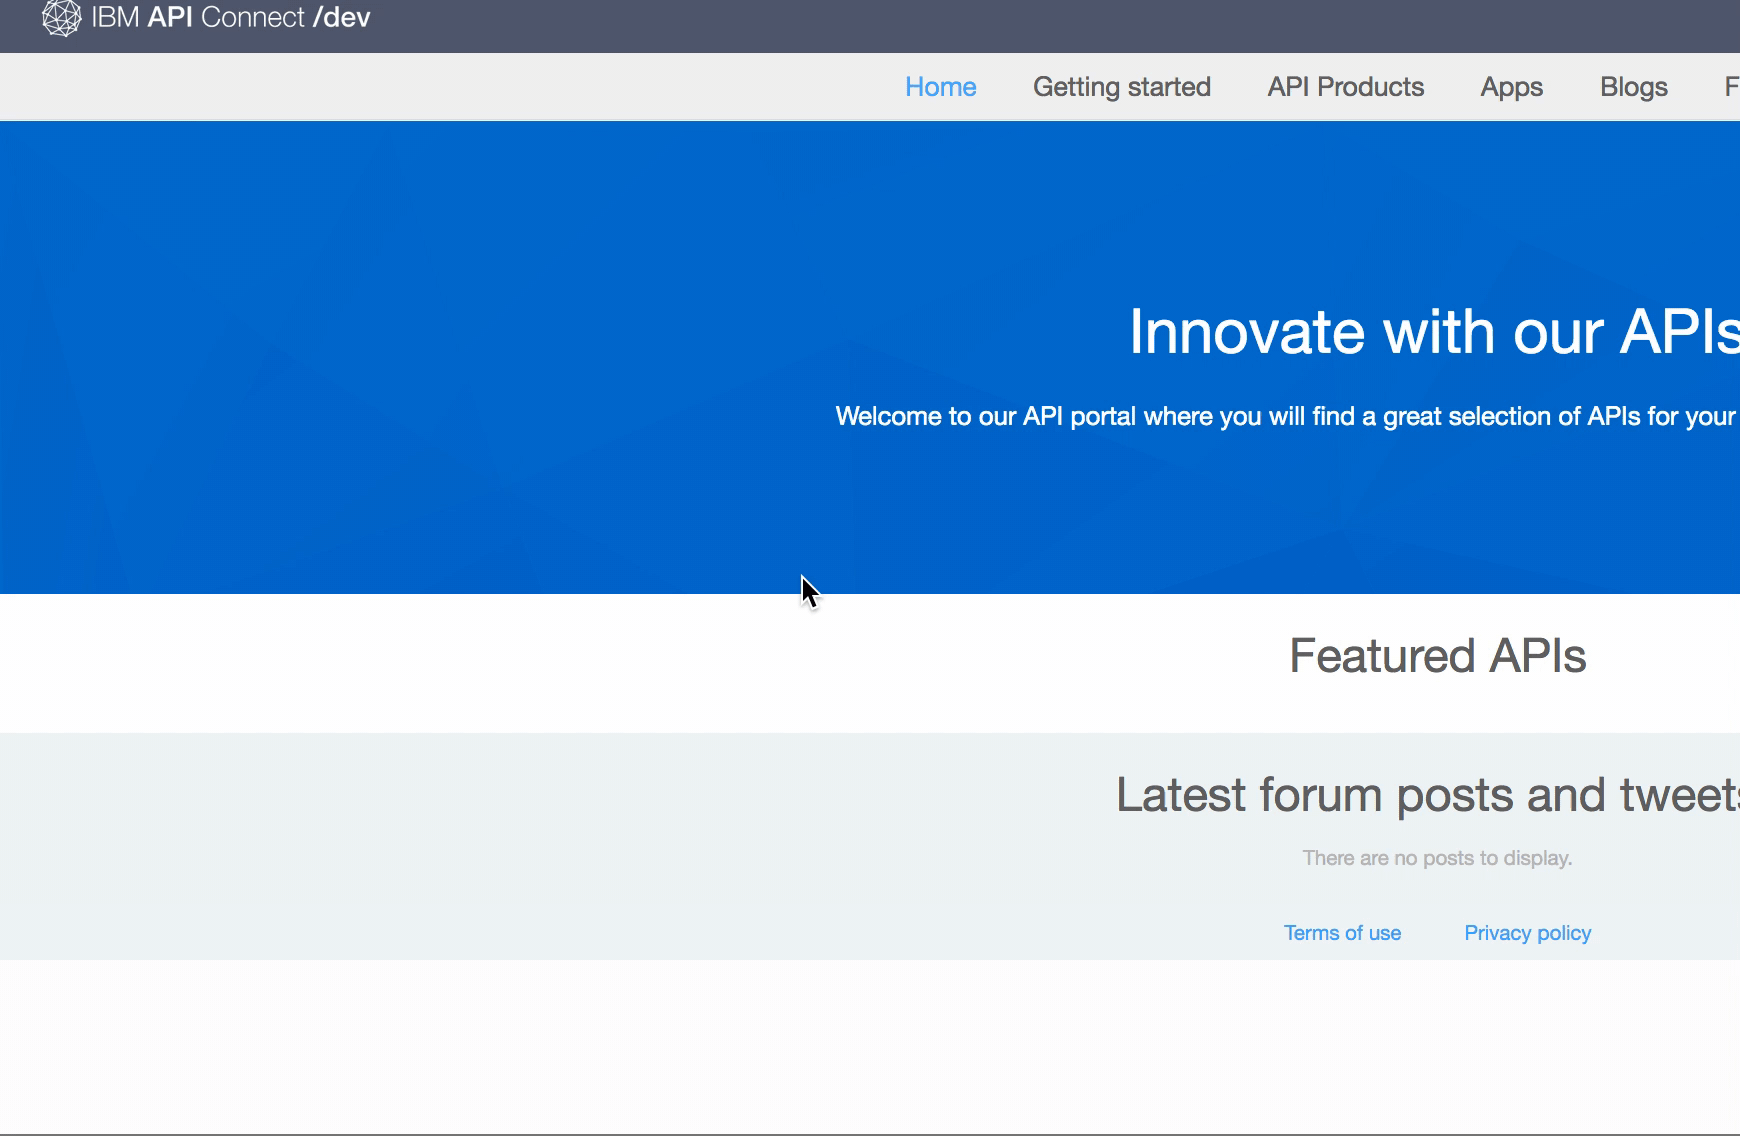 IBM API Connect /dev
Home Getting started API Products Apps Blogs F
Innovate with our APIs
Welcome to our API portal where you will find a great selection of APIs for your
Featured APIs
Latest forum posts and tweets
There are no posts to display.
Terms of use Privacy policy